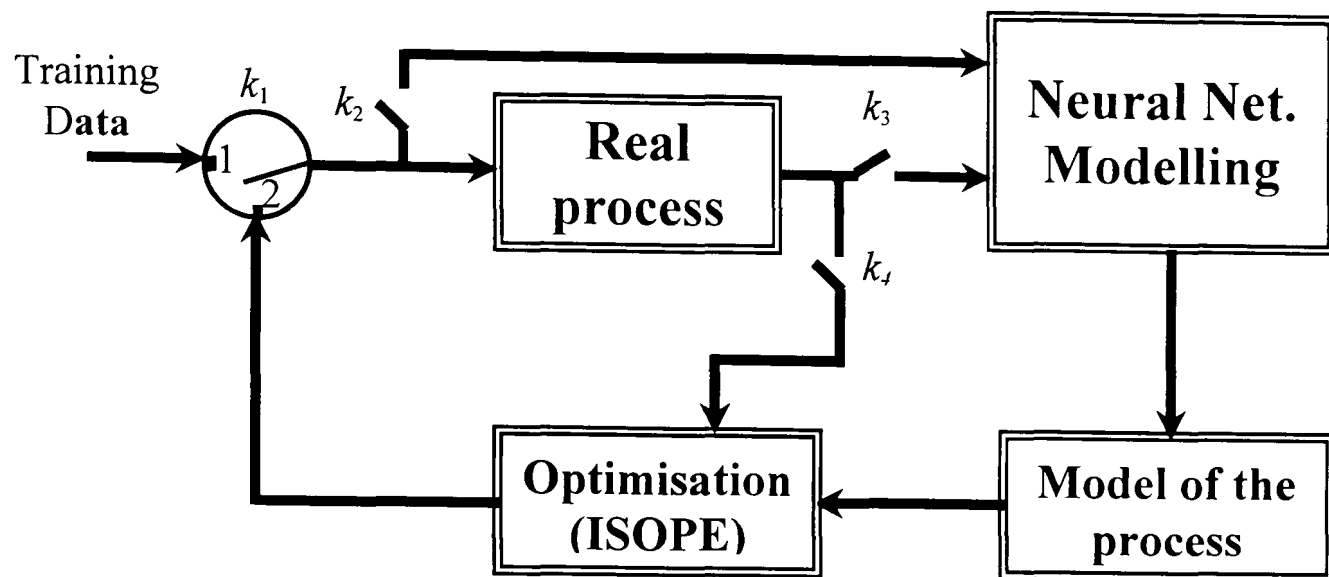 Training
Data
k₁
1
2
k₂
Real
process
k₃
k₄
Neural Net.
Modelling
Optimisation
(ISOPE)
Model of the
process